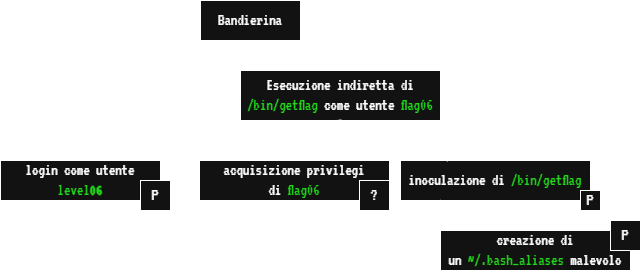 Bandierina
Esecuzione indiretta di
/bin/getflag come utente flag06
login come utente
level06
P
acquisizione privilegi
di flag06
?
inoculazione di /bin/getflag
P
creazione di
un ~/.bash_aliases malevolo
P